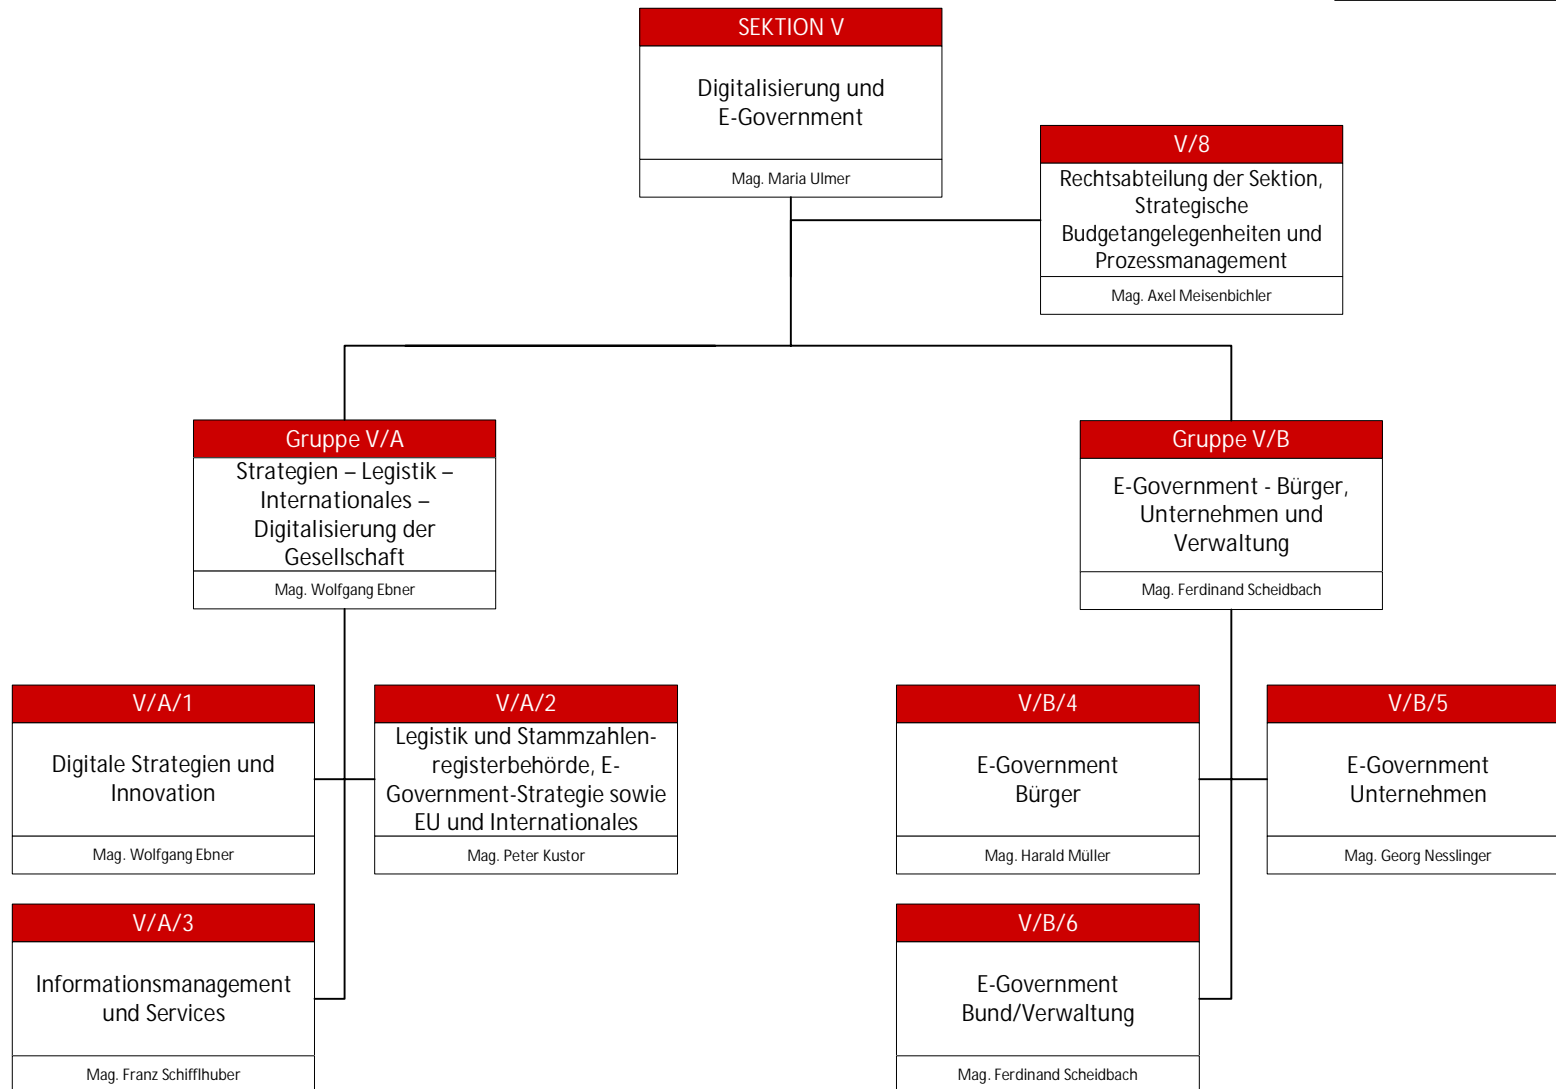 SEKTION V
Digitalisierung und
E-Government
Mag. Maria Ulmer
V/8
Rechtsabteilung der Sektion,
Strategische
Budgetangelegenheiten und
Prozessmanagement
Mag. Axel Meisenbichler
Gruppe V/A
Strategien – Legistik –
Internationales –
Digitalisierung der
Gesellschaft
Mag. Wolfgang Ebner
Gruppe V/B
E-Government - Bürger,
Unternehmen und
Verwaltung
Mag. Ferdinand Scheidbach
V/A/1
Digitale Strategien und
Innovation
Mag. Wolfgang Ebner
V/A/2
Legistik und Stammzahlen-
registerbehörde, E-
Government-Strategie sowie
EU und Internationales
Mag. Peter Kustor
V/B/4
E-Government
Bürger
Mag. Harald Müller
V/B/5
E-Government
Unternehmen
Mag. Georg Nesslinger
V/A/3
Informationsmanagement
und Services
Mag. Franz Schifflhuber
V/B/6
E-Government
Bund/Verwaltung
Mag. Ferdinand Scheidbach